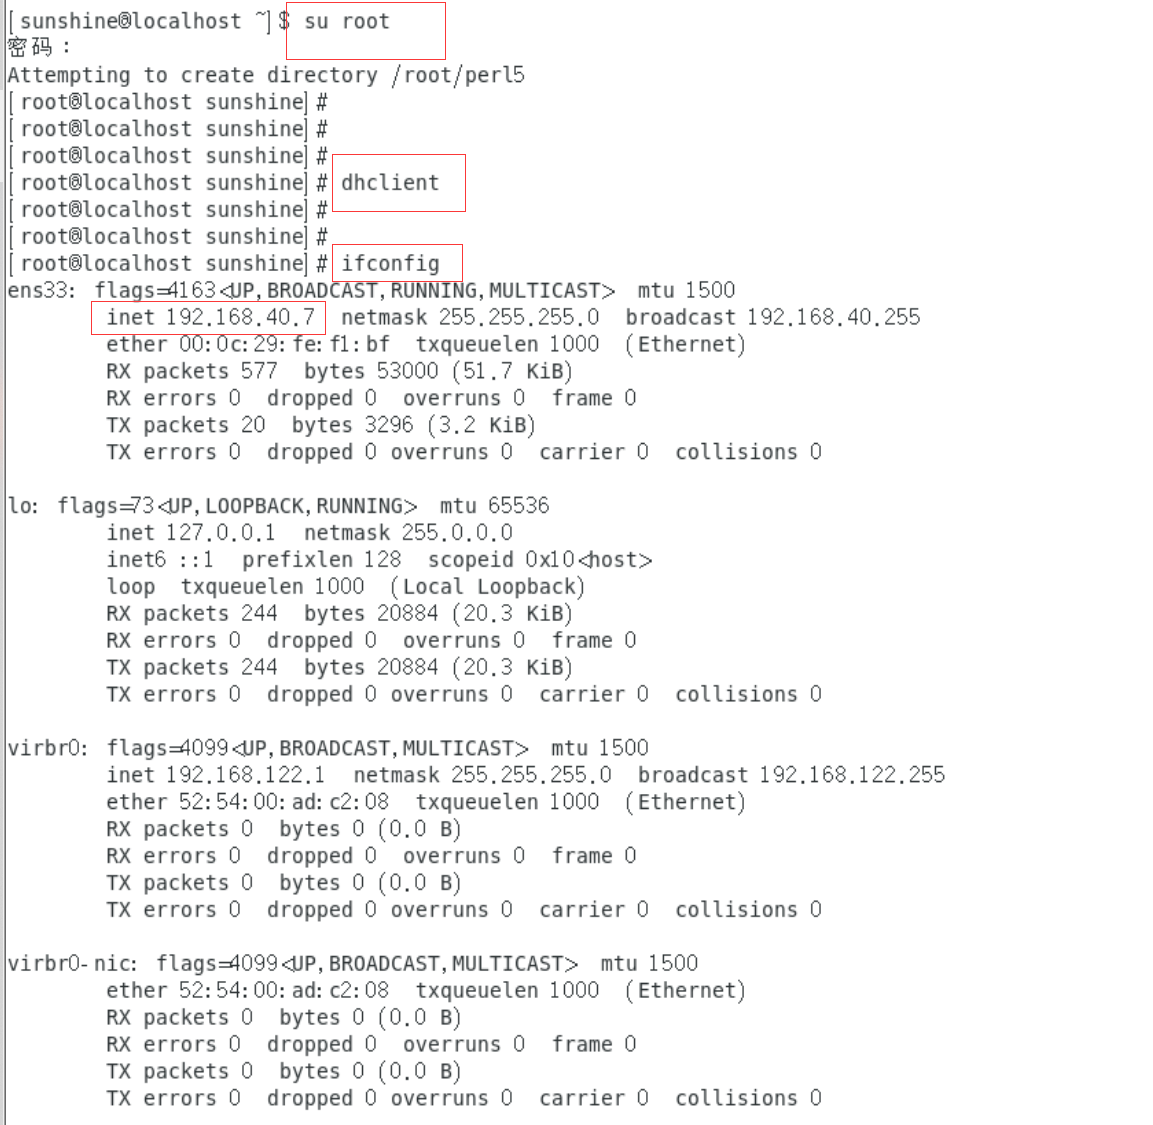 [sunshine@localhost ~]$ su root
密码：
Attempting to create directory /root/perl5
[root@localhost sunshine]#
[root@localhost sunshine]#
[root@localhost sunshine]#
[root@localhost sunshine]# dhclient
[root@localhost sunshine]#
[root@localhost sunshine]#
[root@localhost sunshine]# ifconfig
ens33: flags=4163<UP,BROADCAST,RUNNING,MULTICAST>  mtu 1500
inet 192.168.40.7  netmask 255.255.255.0  broadcast 192.168.40.255
ether 00:0c:29:fe:f1:bf  txqueuelen 1000  (Ethernet)
RX packets 577  bytes 53000 (51.7 KiB)
RX errors 0  dropped 0  overruns 0  frame 0
TX packets 20  bytes 3296 (3.2 KiB)
TX errors 0  dropped 0 overruns 0  carrier 0  collisions 0
lo: flags=73<UP,LOOPBACK,RUNNING>  mtu 65536
inet 127.0.0.1  netmask 255.0.0.0
inet6 ::1  prefixlen 128  scopeid 0x10<host>
loop  txqueuelen 1000  (Local Loopback)
RX packets 244  bytes 20884 (20.3 KiB)
RX errors 0  dropped 0  overruns 0  frame 0
TX packets 244  bytes 20884 (20.3 KiB)
TX errors 0  dropped 0 overruns 0  carrier 0  collisions 0
virbr0: flags=4099<UP,BROADCAST,MULTICAST>  mtu 1500
inet 192.168.122.1  netmask 255.255.255.0  broadcast 192.168.122.255
ether 52:54:00:ad:c2:08  txqueuelen 1000  (Ethernet)
RX packets 0  bytes 0 (0.0 B)
RX errors 0  dropped 0  overruns 0  frame 0
TX packets 0  bytes 0 (0.0 B)
TX errors 0  dropped 0 overruns 0  carrier 0  collisions 0
virbr0-nic: flags=4099<UP,BROADCAST,MULTICAST>  mtu 1500
ether 52:54:00:ad:c2:08  txqueuelen 1000  (Ethernet)
RX packets 0  bytes 0 (0.0 B)
RX errors 0  dropped 0  overruns 0  frame 0
TX packets 0  bytes 0 (0.0 B)
TX errors 0  dropped 0 overruns 0  carrier 0  collisions 0